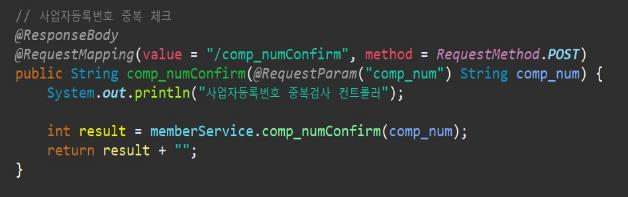 // 사업자등록번호 중복 체크
@ResponseBody
@RequestMapping(value = "/comp_numConfirm", method = RequestMethod.POST)
public String comp_numConfirm(@RequestParam("comp_num") String comp_num) {
System.out.println("사업자등록번호 중복검사 컨트롤러");
int result = memberService.comp_numConfirm(comp_num);
return result + "";
}